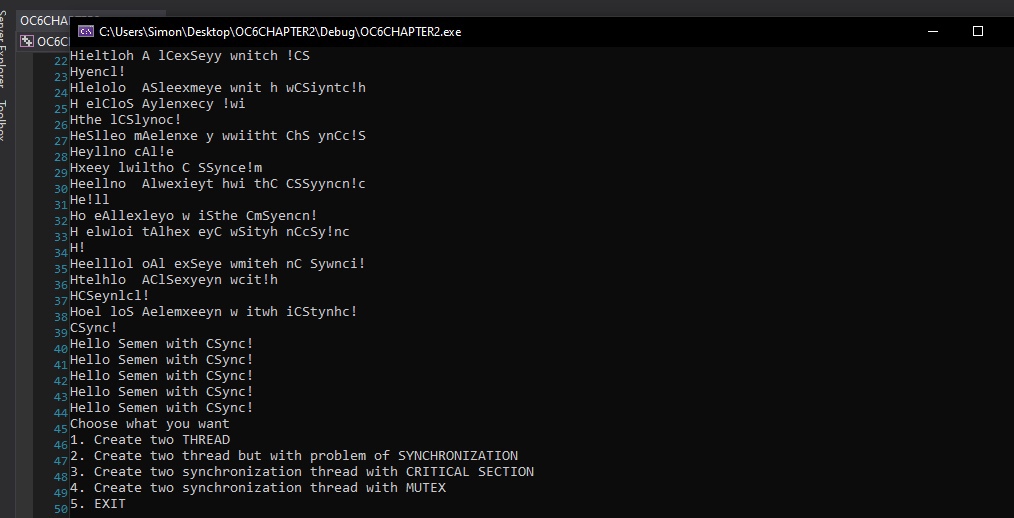 OC6CHA
C:\Users\Simon\Desktop\OC6CHAPTER2\Debug\OC6CHAPTER2.exe
OC6C
Server Explorer
Toolbox
22 Hieltloh A lCexSeyy wnitch !CS
23 Hyencl!
24 Hlelolo  ASleexmeye wnit h wCSiyntc!h
25 H elCloS Aylenxecy !wi
26 Hthe lCSlynoc!
27 HeSlleo mAelenxe y wwiitht ChS ynCc!S
28 Heyllno cAl!e
29 Hxeey lwiltho C SSynce!m
30 Heellno  Alwexieyt hwi thC CSSyyncn!c
31 He!ll
32 Ho eAllexleyo w iSthe CmSyencn!
33 H elwloi tAlhex eyC wSityh nCcSy!nc
34 H!
35 Heelllol oAl exSeye wmiteh nC Sywnci!
36 Htelhlo  AClSexyeyn wcit!h
37 HCSeynlcl!
38 Hoel loS Aelemxeeyn w itwh iCStynhc!
39 CSync!
40 Hello Semen with CSync!
41 Hello Semen with CSync!
42 Hello Semen with CSync!
43 Hello Semen with CSync!
44 Hello Semen with CSync!
45 Choose what you want
46 1. Create two THREAD
47 2. Create two thread but with problem of SYNCHRONIZATION
48 3. Create two synchronization thread with CRITICAL SECTION
49 4. Create two synchronization thread with MUTEX
50 5. EXIT